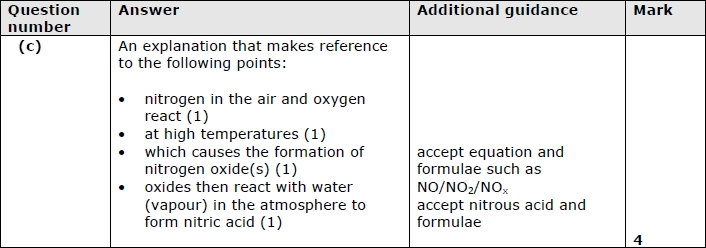 Question number
Answer
Additional guidance
Mark
(c)
An explanation that makes reference
to the following points:
• nitrogen in the air and oxygen
react (1)
• at high temperatures (1)
• which causes the formation of
nitrogen oxide(s) (1)
• oxides then react with water
(vapour) in the atmosphere to
form nitric acid (1)
accept equation and
formulae such as
NO/NO₂/NOₓ
accept nitrous acid and
formulae
4